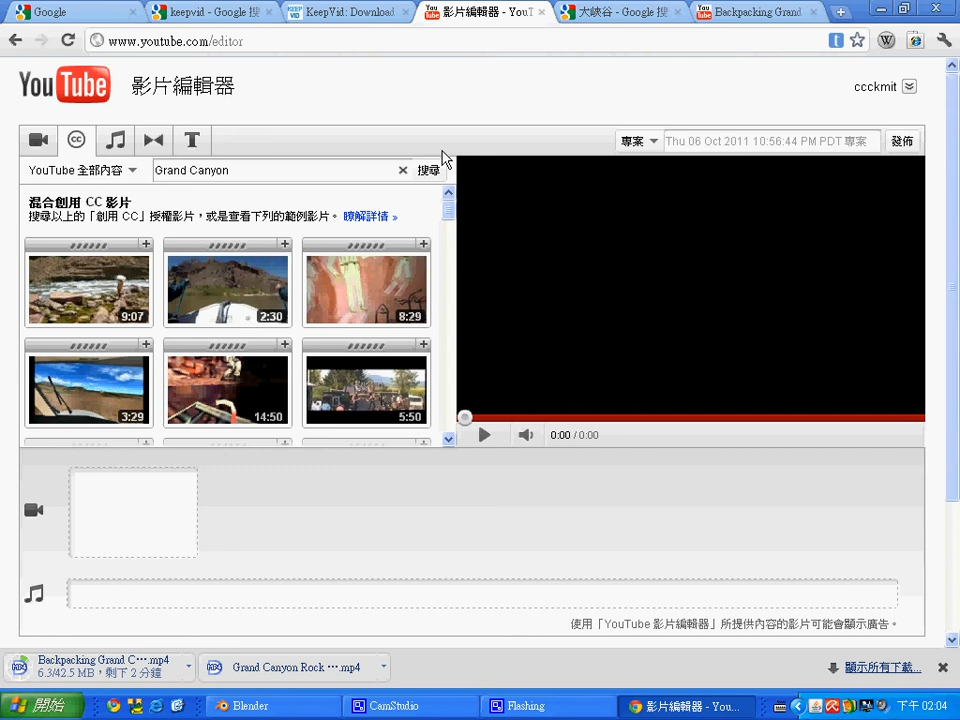 Google
keepvid - Google 搜
KEEP VID
KeepVid: Download
影片編輯器 - YouT
大峽谷 - Google 搜
Backpacking Grand
www.youtube.com/editor
YouTube 影片編輯器
ccckmit
CC
T
專案
Thu 06 Oct 2011 10:56:44 PM PDT 專案
發佈
YouTube 全部內容
Grand Canyon
搜尋
混合創用 CC 影片
搜尋以上的「創用 CC」授權影片，或是查看下列的範例影片。 瞭解詳情 »
9:07
2:30
8:29
3:29
14:50
5:50
0:00 / 0:00
使用「YouTube 影片編輯器」所提供內容的影片可能會顯示廣告。
Backpacking Grand C⋯.mp4
6.3/42.5 MB，剩下 2 分鐘
Grand Canyon Rock ⋯.mp4
顯示所有下載...
開始
Blender
CamStudio
Flashing
影片編輯器 - You...
下午 02:04